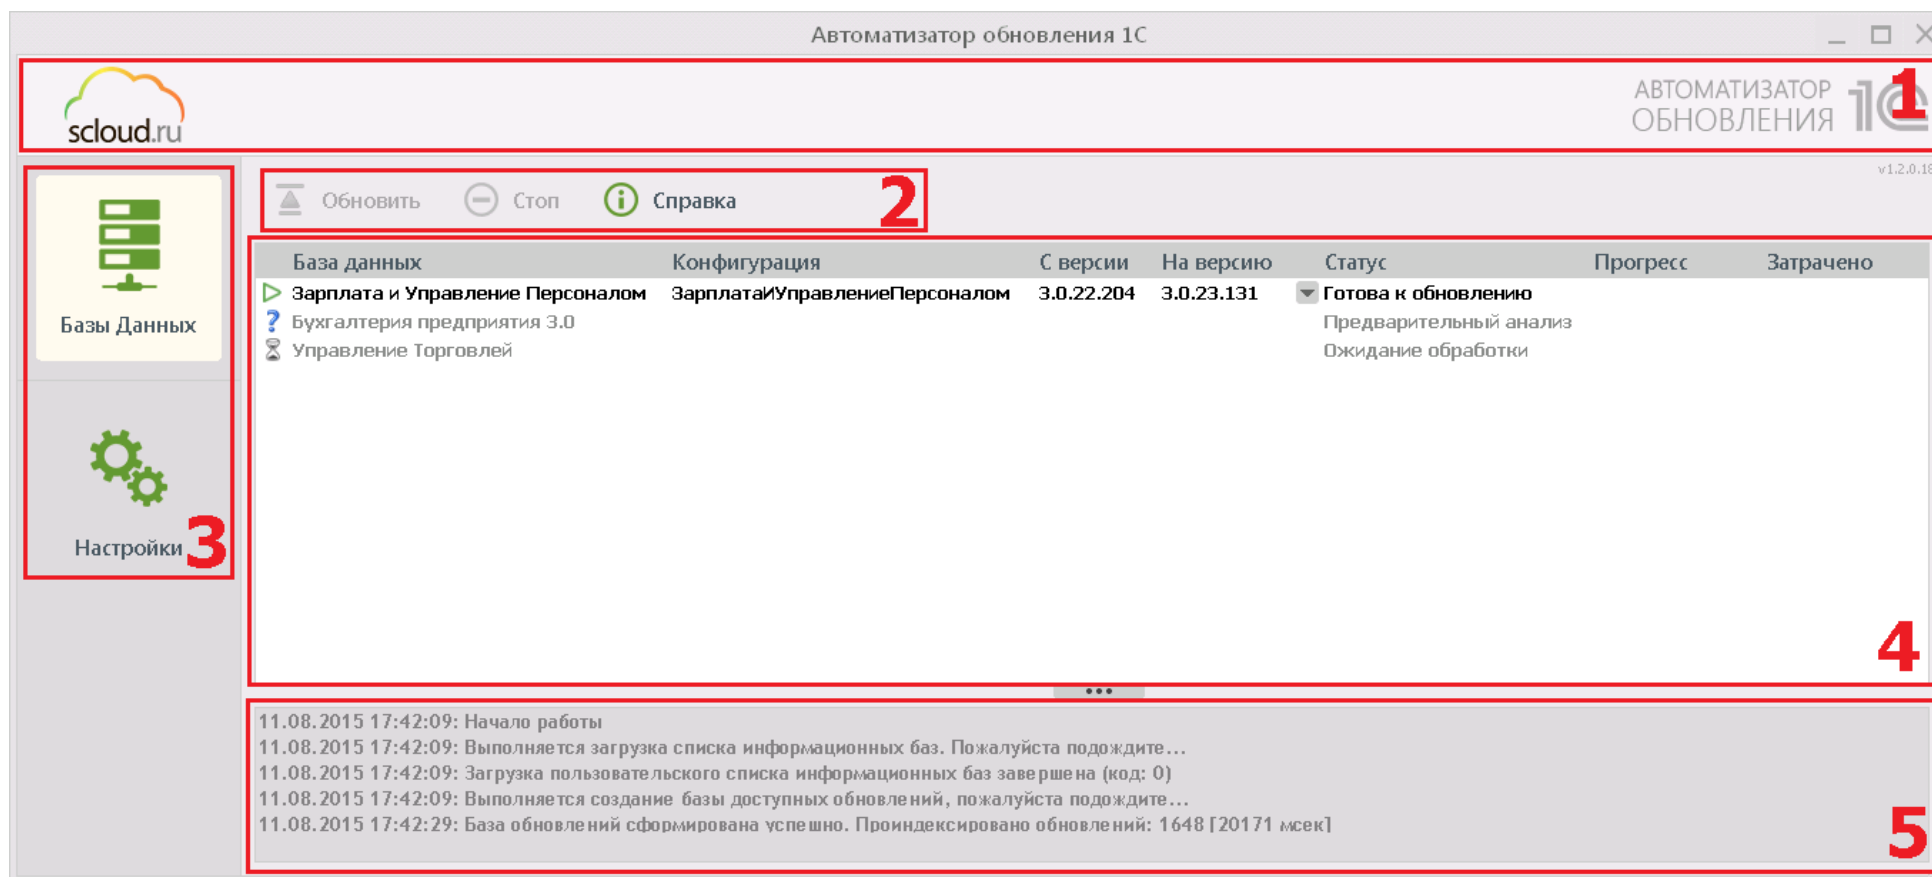 Автоматизатор обновления 1С
scloud.ru
АВТОМАТИЗАТОР
ОБНОВЛЕНИЯ 1С
1
v1.2.0.18
Обновить Стоп Справка
2
Базы Данных
Настройки
3
База данных Конфигурация С версии На версию Статус Прогресс Затрачено
Зарплата и Управление Персоналом ЗарплатаИУправлениеПерсоналом 3.0.22.204 3.0.23.131 Готова к обновлению
? Бухгалтерия предприятия 3.0 Предварительный анализ
Управление Торговлей Ожидание обработки
4
11.08.2015 17:42:09: Начало работы
11.08.2015 17:42:09: Выполняется загрузка списка информационных баз. Пожалуйста подождите...
11.08.2015 17:42:09: Загрузка пользовательского списка информационных баз завершена (код: 0)
11.08.2015 17:42:09: Выполняется создание базы доступных обновлений, пожалуйста подождите...
11.08.2015 17:42:29: База обновлений сформирована успешно. Проиндексировано обновлений: 1648 [20171 мсек]
5